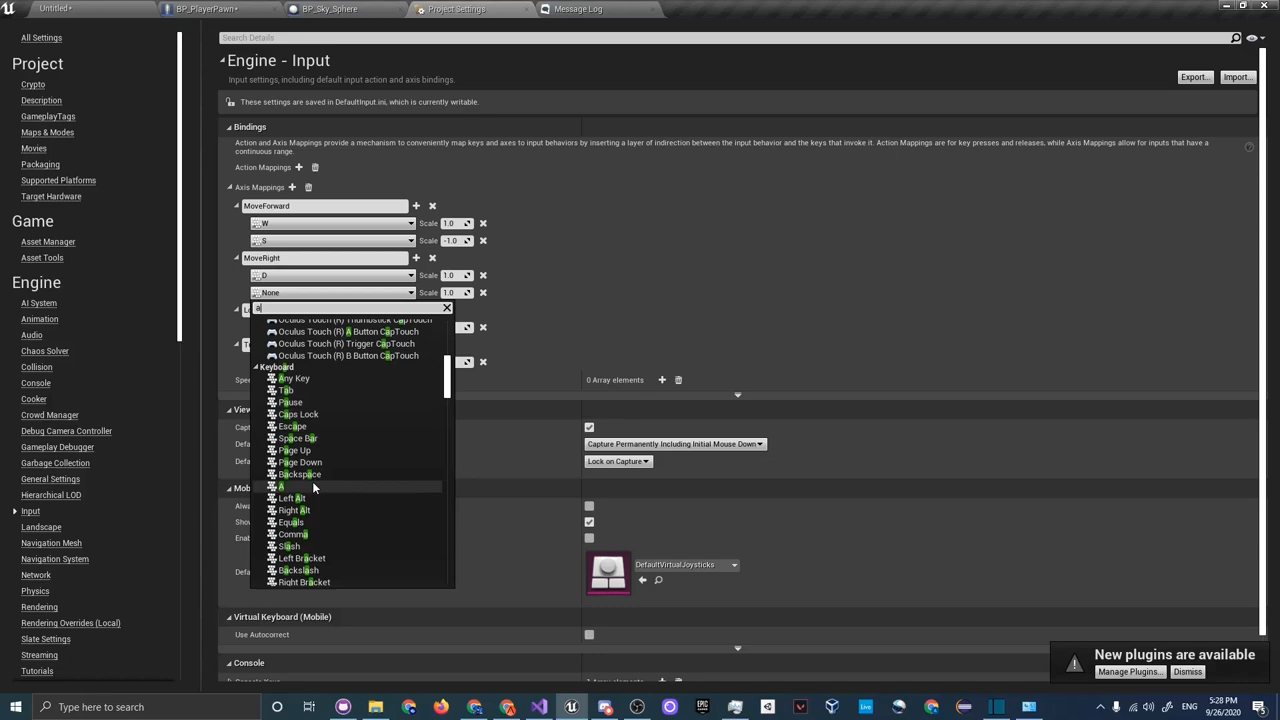 Untitled*
BP_PlayerPawn*
BP_Sky_Sphere
Project Settings
Message Log
All Settings
Project
Crypto
Description
GameplayTags
Maps & Modes
Movies
Packaging
Supported Platforms
Target Hardware
Game
Asset Manager
Asset Tools
Engine
AI System
Animation
Audio
Chaos Solver
Collision
Console
Cooker
Crowd Manager
Debug Camera Controller
Gameplay Debugger
Garbage Collection
General Settings
Hierarchical LOD
Input
Landscape
Navigation Mesh
Navigation System
Network
Physics
Rendering
Rendering Overrides (Local)
Slate Settings
Streaming
Tutorials
Search Details
Engine - Input
Input settings, including default input action and axis bindings.
Export...
Import...
These settings are saved in DefaultInput.ini, which is currently writable.
Bindings
Action and Axis Mappings provide a mechanism to conveniently map keys and axes to input behaviors by inserting a layer of indirection between the input behavior and the keys that invoke it. Action Mappings are for key presses and releases, while Axis Mappings allow for inputs that have a
continuous range.
Action Mappings
Axis Mappings
MoveForward
W Scale 1.0
S Scale -1.0
MoveRight
D Scale 1.0
None Scale 1.0
a
Oculus Touch (R) Thumbstick CapTouch
Oculus Touch (R) A Button CapTouch
Oculus Touch (R) Trigger CapTouch
Oculus Touch (R) B Button CapTouch
Keyboard
Any Key
Tab
Pause
Caps Lock
Escape
Space Bar
Page Up
Page Down
Backspace
A
Left Alt
Right Alt
Equals
Comma
Slash
Left Bracket
Backslash
Right Bracket
0 Array elements
Capture Permanently Including Initial Mouse Down
Lock on Capture
DefaultVirtualJoysticks
Virtual Keyboard (Mobile)
Use Autocorrect
Console
New plugins are available
Manage Plugins...
Dismiss
Type here to search
5:28 PM
9/26/2020